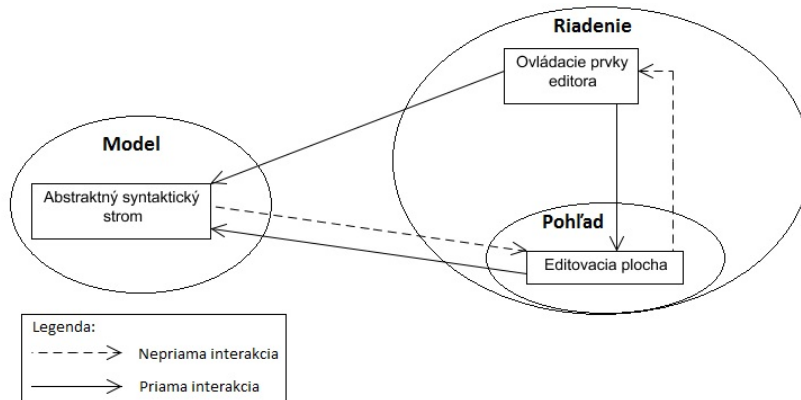 Riadenie
Ovládacie prvky
editora
Model
Abstraktný syntaktický
strom
Pohľad
Editovacia plocha
Legenda:
Nepriama interakcia
Priama interakcia